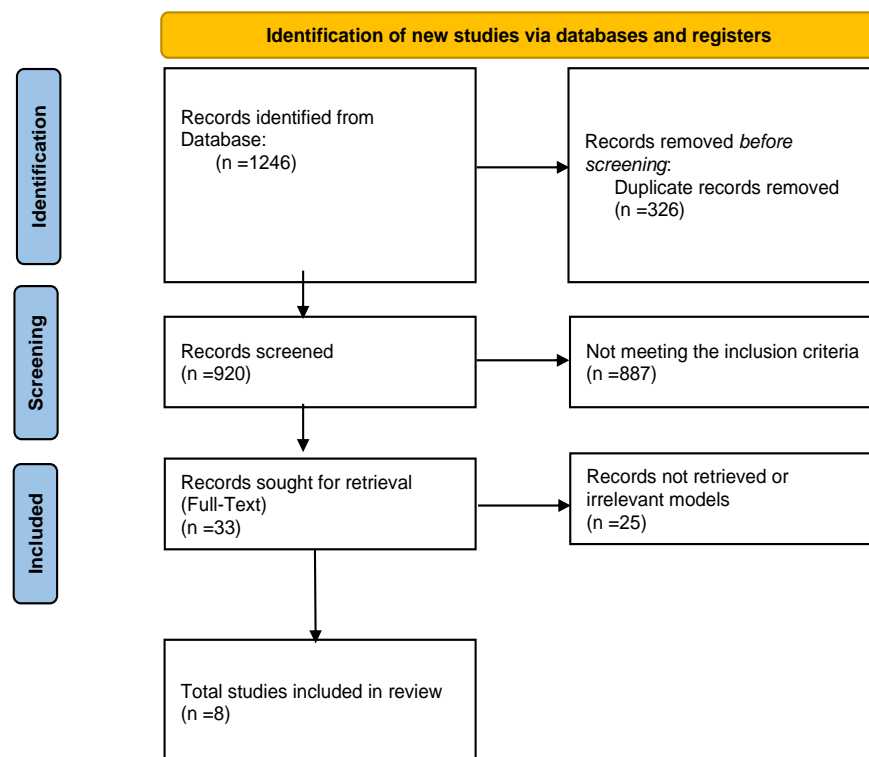 Identification of new studies via databases and registers
Identification
Records identified from
Database:
(n =1246)
Records removed before
screening:
Duplicate records removed
(n =326)
Screening
Records screened
(n =920)
Not meeting the inclusion criteria
(n =887)
Included
Records sought for retrieval
(Full-Text)
(n =33)
Records not retrieved or
irrelevant models
(n =25)
Total studies included in review
(n =8)